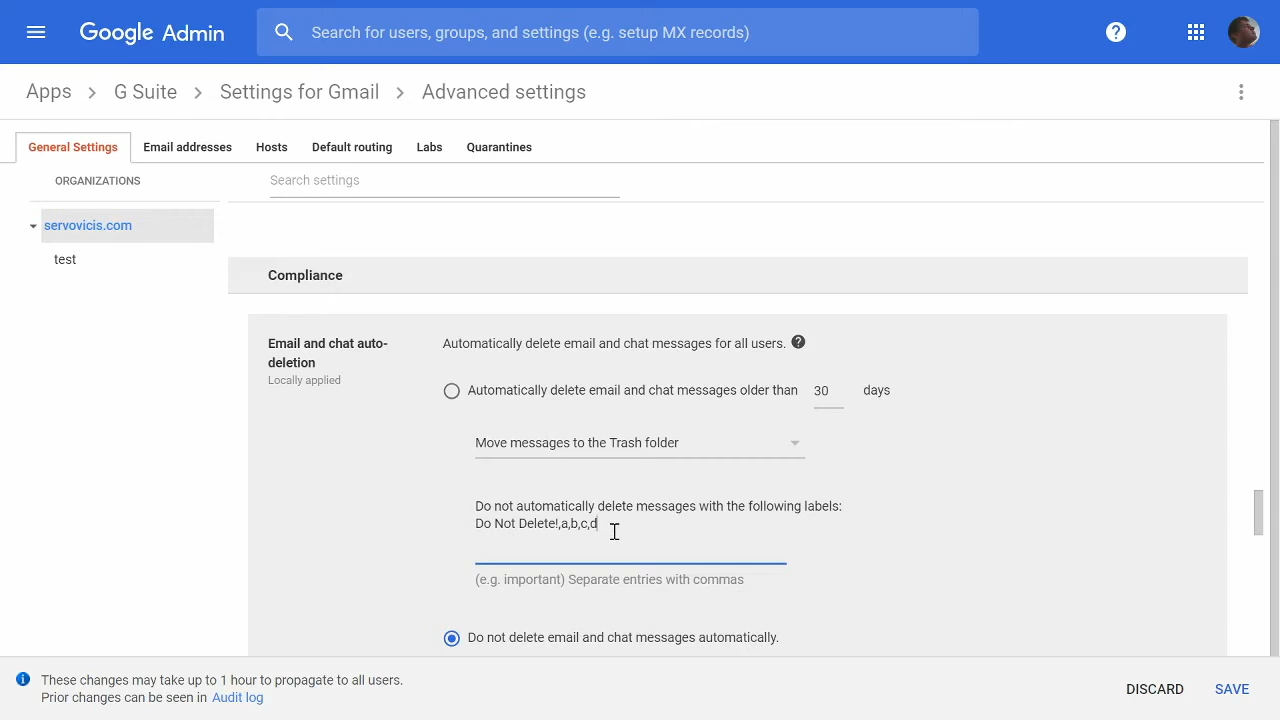 Google Admin
Search for users, groups, and settings (e.g. setup MX records)
Apps > G Suite > Settings for Gmail > Advanced settings
General Settings Email addresses Hosts Default routing Labs Quarantines
ORGANIZATIONS
Search settings
servovicis.com
test
Compliance
Email and chat auto-
deletion
Locally applied
Automatically delete email and chat messages for all users.
Automatically delete email and chat messages older than 30 days
Move messages to the Trash folder
Do not automatically delete messages with the following labels:
Do Not Delete!,a,b,c,d
(e.g. important) Separate entries with commas
Do not delete email and chat messages automatically.
These changes may take up to 1 hour to propagate to all users.
Prior changes can be seen in Audit log
DISCARD SAVE